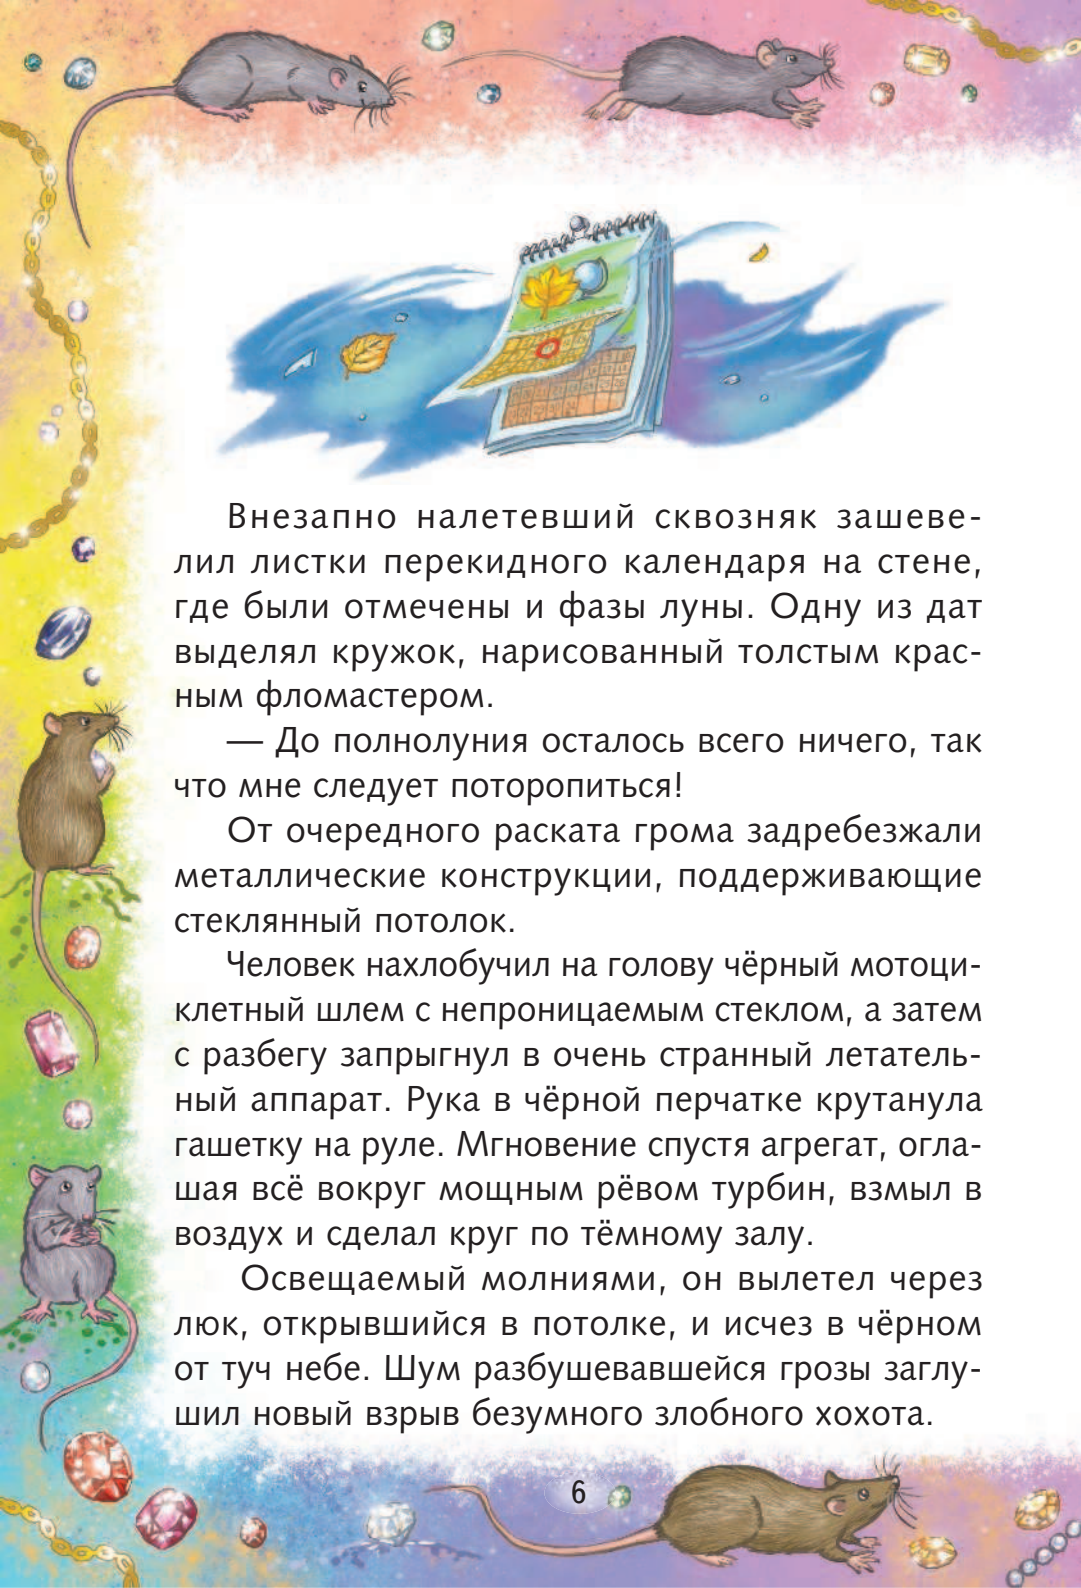 Внезапно налетевший сквозняк зашеве-
лил листки перекидного календаря на стене,
где были отмечены и фазы луны. Одну из дат
выделял кружок, нарисованный толстым крас-
ным фломастером.
— До полнолуния осталось всего ничего, так
что мне следует поторопиться!
От очередного раската грома задребезжали
металлические конструкции, поддерживающие
стеклянный потолок.
Человек нахлобучил на голову чёрный мотоци-
клетный шлем с непроницаемым стеклом, а затем
с разбегу запрыгнул в очень странный летатель-
ный аппарат. Рука в чёрной перчатке крутанула
гашетку на руле. Мгновение спустя агрегат, огла-
шая всё вокруг мощным рёвом турбин, взмыл в
воздух и сделал круг по тёмному залу.
Освещаемый молниями, он вылетел через
люк, открывшийся в потолке, и исчез в чёрном
от туч небе. Шум разбушевавшейся грозы заглу-
шил новый взрыв безумного злобного хохота.
6